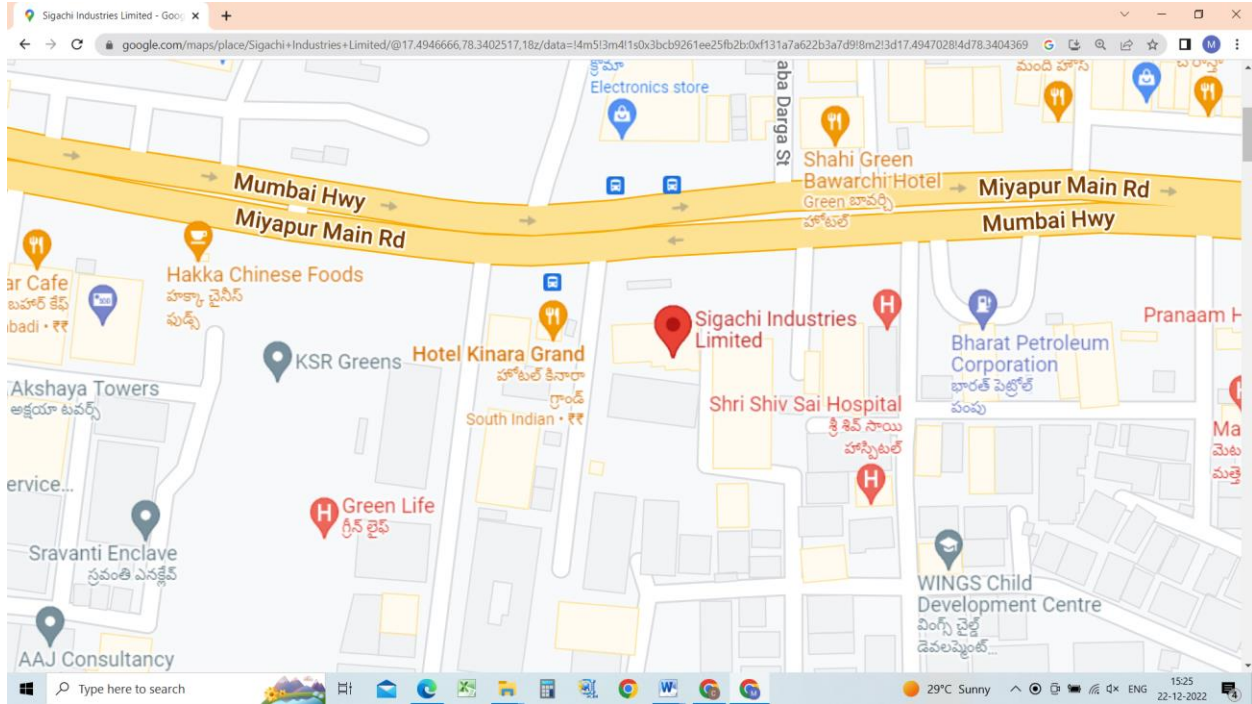 Sigachi Industries Limited - Goog
google.com/maps/place/Sigachi+Industries+Limited/@17.4946666,78.3402517,18z/data=!4m5!3m4!1s0x3bcb9261ee25fb2b:0xf131a7a622b3a7d9!8m2!3d17.4947028!4d78.3404369
M
క్రోమా
Electronics store
aba Darga St
మంది హౌస్
Shahi Green
Bawarchi Hotel
Green బావర్చి
హోటల్
Mumbai Hwy
Miyapur Main Rd
Miyapur Main Rd
Mumbai Hwy
ar Cafe
బహార్ కేఫ్
abadi • ₹₹
Hakka Chinese Foods
హక్కా చైనీస్
ఫుడ్స్
KSR Greens
Hotel Kinara Grand
హోటల్ కినారా
గ్రాండ్
South Indian • ₹₹
Sigachi Industries
Limited
Bharat Petroleum
Corporation
భారత్ పెట్రోల్
పంపు
Pranaam H
Akshaya Towers
అక్షయా టవర్స్
Shri Shiv Sai Hospital
శ్రీ శివ్ సాయి
హాస్పిటల్
Ma
మెట
ervice...
Green Life
గ్రీన్ లైఫ్
Sravanti Enclave
స్రవంతి ఎనక్లేవ్
WINGS Child
Development Centre
వింగ్స్ చైల్డ్
డెవలప్మెంట్...
AAJ Consultancy
Type here to search
29°C Sunny
ENG
15:25
22-12-2022
4